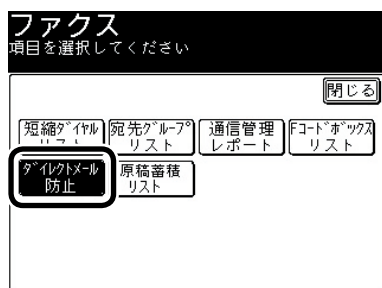 ファクス
項目を選択してください
閉じる
短縮ﾀﾞｲﾔﾙ 宛先ｸﾞﾙｰﾌﾟ 通信管理 Fｺｰﾄﾞﾎﾞｯｸｽ
リスト リスト レポート リスト
ﾀﾞｲﾚｸﾄﾒｰﾙ 原稿蓄積
防止 リスト